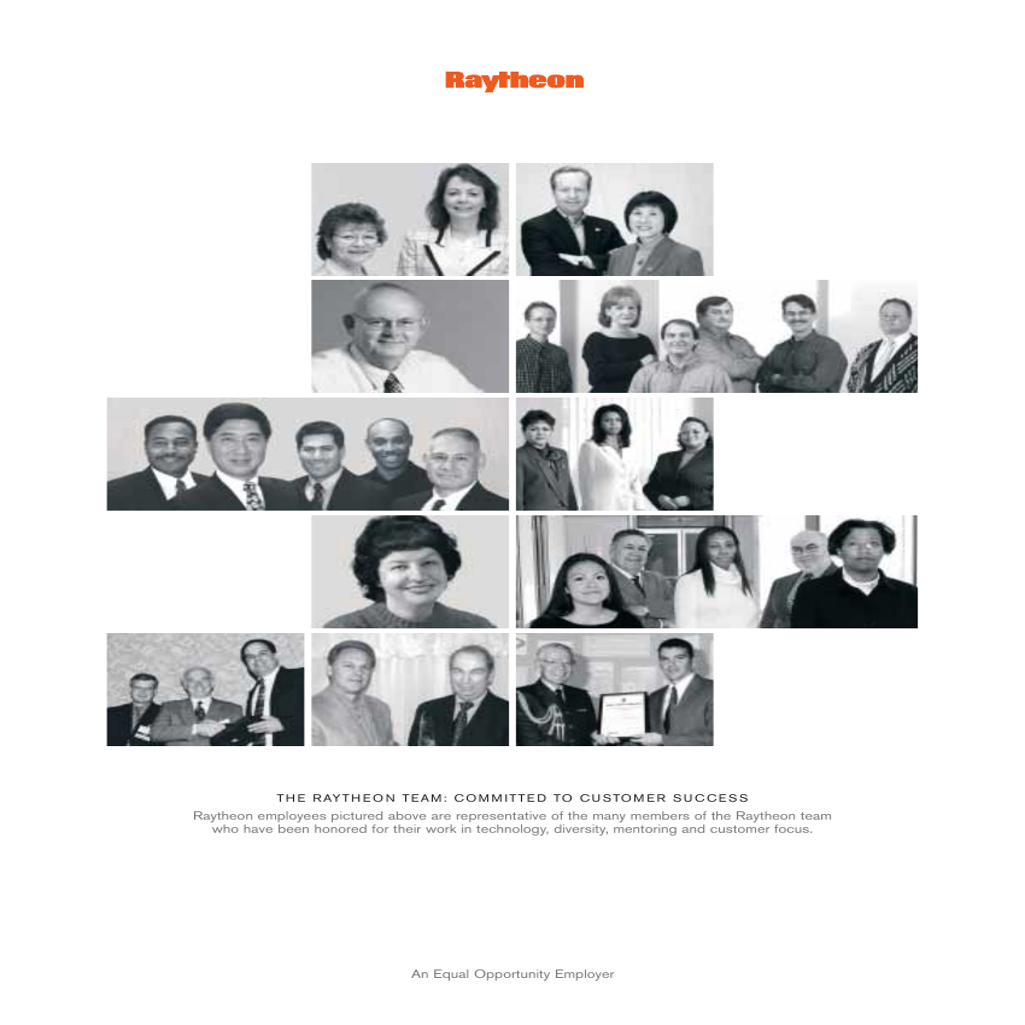 Raytheon
THE RAYTHEON TEAM: COMMITTED TO CUSTOMER SUCCESS
Raytheon employees pictured above are representative of the many members of the Raytheon team
who have been honored for their work in technology, diversity, mentoring and customer focus.
An Equal Opportunity Employer